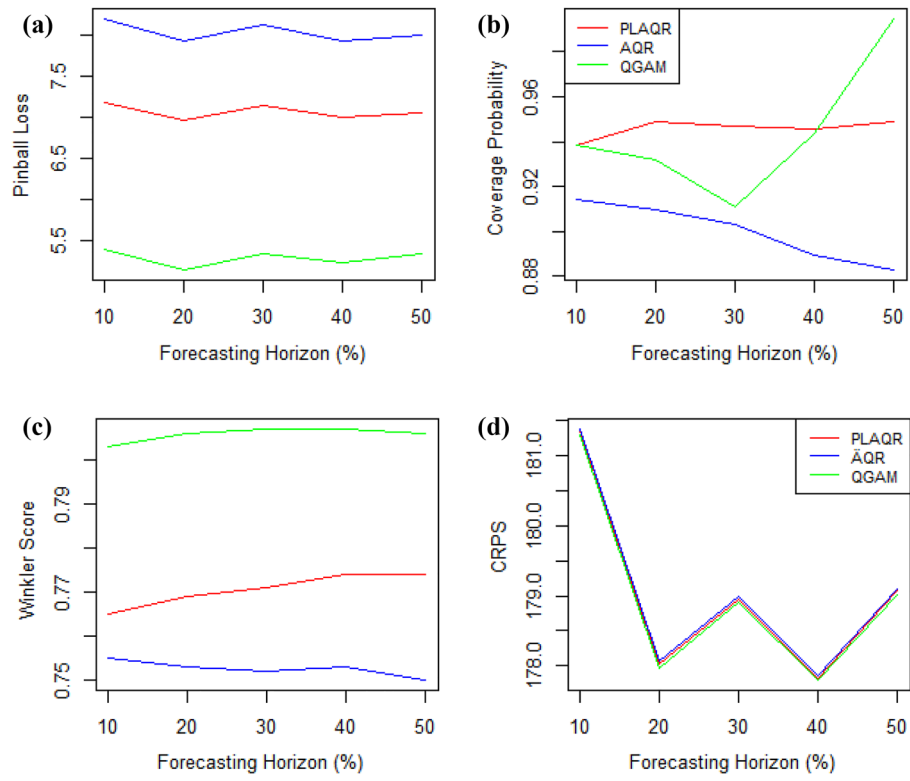 (a)
Pinball Loss
7.5
6.5
5.5
10 20 30 40 50
Forecasting Horizon (%)
(b)
PLAQR
AQR
QGAM
Coverage Probability
0.96
0.92
0.88
10 20 30 40 50
Forecasting Horizon (%)
(c)
Winkler Score
0.79
0.77
0.75
10 20 30 40 50
Forecasting Horizon (%)
(d)
PLAQR
ÄQR
QGAM
CRPS
181.0
180.0
179.0
178.0
10 20 30 40 50
Forecasting Horizon (%)